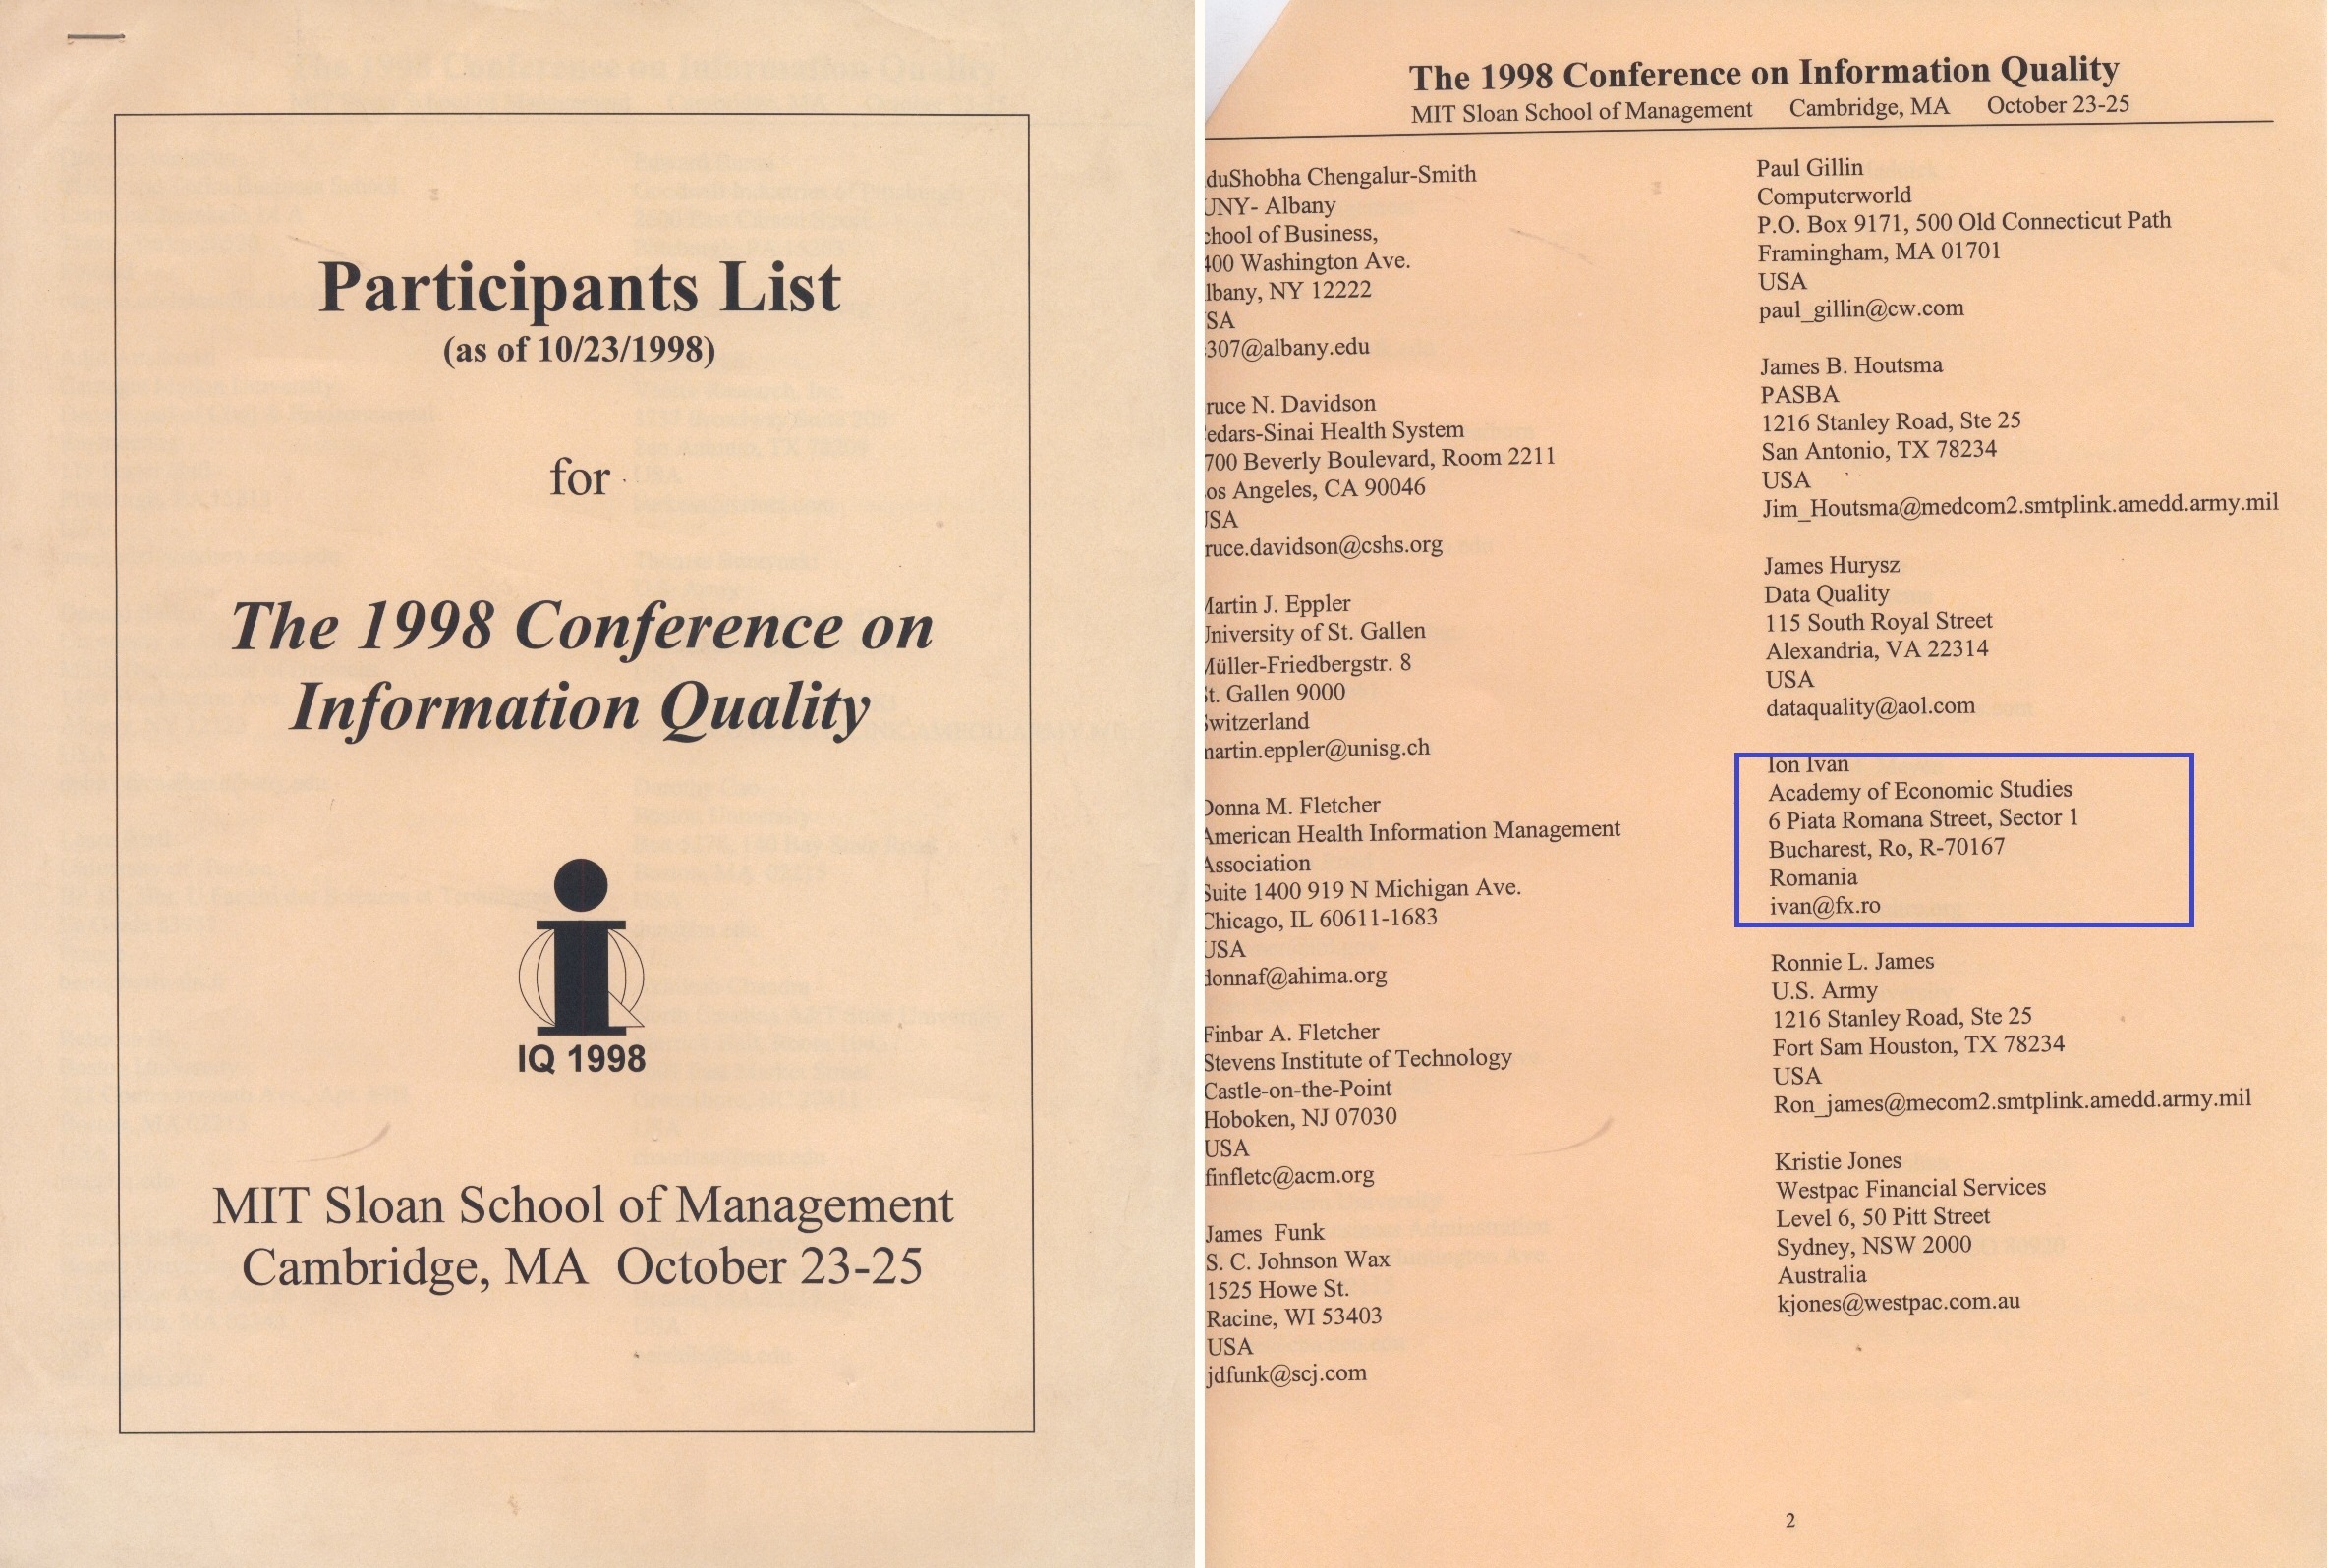 Participants List
(as of 10/23/1998)
for
The 1998 Conference on
Information Quality
IQ 1998
MIT Sloan School of Management
Cambridge, MA October 23-25
The 1998 Conference on Information Quality
MIT Sloan School of Management Cambridge, MA October 23-25
duShobha Chengalur-Smith
UNY- Albany
chool of Business,
400 Washington Ave.
lbany, NY 12222
SA
307@albany.edu
ruce N. Davidson
edars-Sinai Health System
700 Beverly Boulevard, Room 2211
os Angeles, CA 90046
USA
ruce.davidson@cshs.org
Martin J. Eppler
University of St. Gallen
Müller-Friedbergstr. 8
St. Gallen 9000
Switzerland
martin.eppler@unisg.ch
Donna M. Fletcher
American Health Information Management
Association
Suite 1400 919 N Michigan Ave.
Chicago, IL 60611-1683
USA
donnaf@ahima.org
Finbar A. Fletcher
Stevens Institute of Technology
Castle-on-the-Point
Hoboken, NJ 07030
USA
finfletc@acm.org
James Funk
S. C. Johnson Wax
1525 Howe St.
Racine, WI 53403
USA
jdfunk@scj.com
Paul Gillin
Computerworld
P.O. Box 9171, 500 Old Connecticut Path
Framingham, MA 01701
USA
paul_gillin@cw.com
James B. Houtsma
PASBA
1216 Stanley Road, Ste 25
San Antonio, TX 78234
USA
Jim_Houtsma@medcom2.smtplink.amedd.army.mil
James Hurysz
Data Quality
115 South Royal Street
Alexandria, VA 22314
USA
dataquality@aol.com
Ion Ivan
Academy of Economic Studies
6 Piata Romana Street, Sector 1
Bucharest, Ro, R-70167
Romania
ivan@fx.ro
Ronnie L. James
U.S. Army
1216 Stanley Road, Ste 25
Fort Sam Houston, TX 78234
USA
Ron_james@mecom2.smtplink.amedd.army.mil
Kristie Jones
Westpac Financial Services
Level 6, 50 Pitt Street
Sydney, NSW 2000
Australia
kjones@westpac.com.au
2